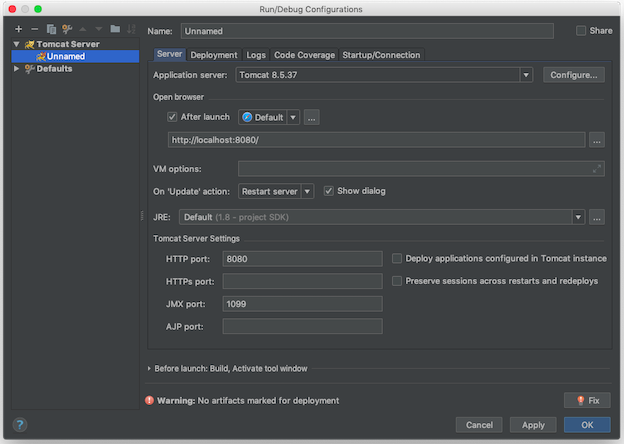 Run/Debug Configurations
Name: Unnamed Share
Tomcat Server
Unnamed
Defaults
Server Deployment Logs Code Coverage Startup/Connection
Application server: Tomcat 8.5.37 Configure...
Open browser
After launch Default ...
http://localhost:8080/ ...
VM options:
On 'Update' action: Restart server Show dialog
JRE: Default (1.8 - project SDK) ...
Tomcat Server Settings
HTTP port: 8080 Deploy applications configured in Tomcat instance
HTTPs port: Preserve sessions across restarts and redeploys
JMX port: 1099
AJP port:
Before launch: Build, Activate tool window
Warning: No artifacts marked for deployment Fix
? Cancel Apply OK